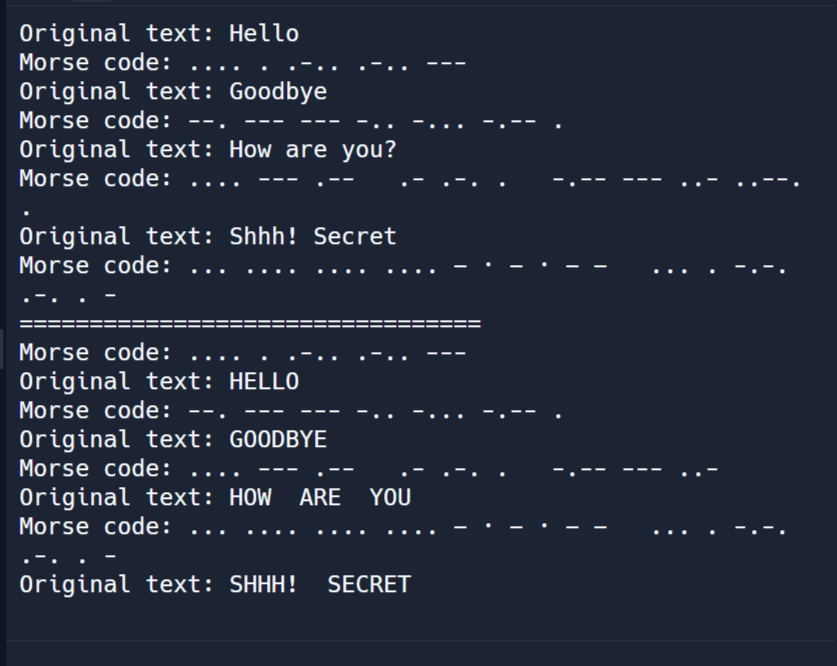 Original text: Hello
Morse code: .... . .-.. .-.. ---
Original text: Goodbye
Morse code: --. --- --- -.. -... -.-- .
Original text: How are you?
Morse code: .... --- .--   .- .-. .   -.-- --- ..- ..--.
.
Original text: Shhh! Secret
Morse code: ... .... .... .... — · — · — —   ... . -.-.
.-. . -
=================================
Morse code: .... . .-.. .-.. ---
Original text: HELLO
Morse code: --. --- --- -.. -... -.-- .
Original text: GOODBYE
Morse code: .... --- .--   .- .-. .   -.-- --- ..-
Original text: HOW  ARE  YOU
Morse code: ... .... .... .... — · — · — —   ... . -.-.
.-. . -
Original text: SHHH!  SECRET